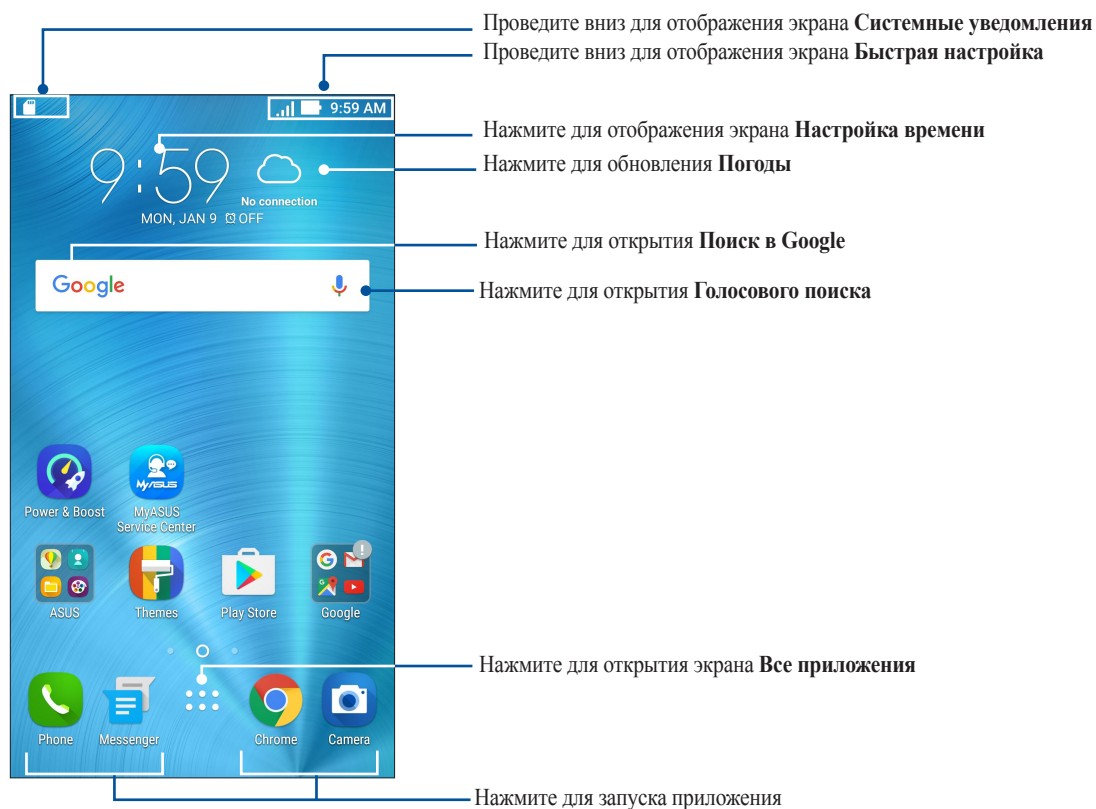 Проведите вниз для отображения экрана Системные уведомления
Проведите вниз для отображения экрана Быстрая настройка
9:59 AM
9:59
No connection
MON, JAN 9 OFF
Нажмите для отображения экрана Настройка времени
Нажмите для обновления Погоды
Нажмите для открытия Поиск в Google
Google
Нажмите для открытия Голосового поиска
Power & Boost
MyASUS
MyASUS
Service Center
ASUS
Themes
Play Store
Google
Нажмите для открытия экрана Все приложения
Phone
Messenger
Chrome
Camera
Нажмите для запуска приложения